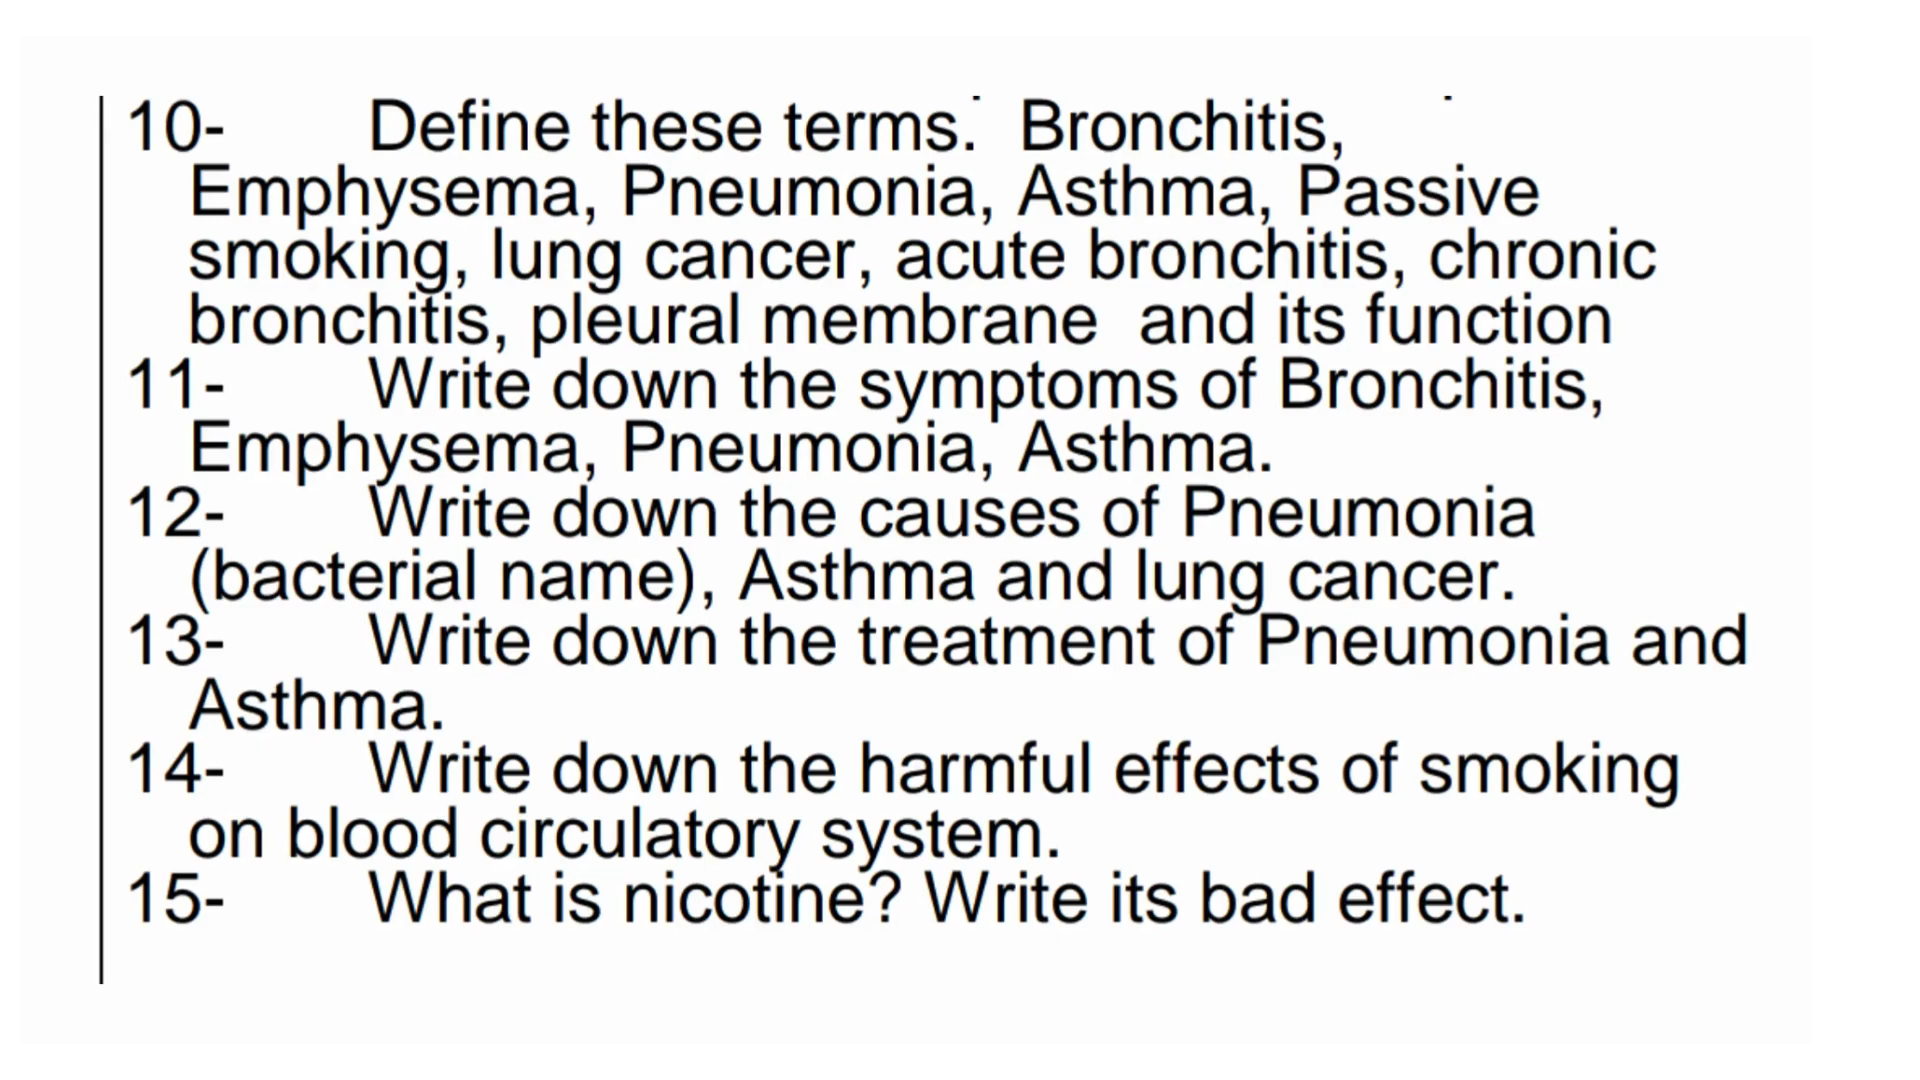 10- Define these terms. Bronchitis,
Emphysema, Pneumonia, Asthma, Passive
smoking, lung cancer, acute bronchitis, chronic
bronchitis, pleural membrane and its function
11- Write down the symptoms of Bronchitis,
Emphysema, Pneumonia, Asthma.
12- Write down the causes of Pneumonia
(bacterial name), Asthma and lung cancer.
13- Write down the treatment of Pneumonia and
Asthma.
14- Write down the harmful effects of smoking
on blood circulatory system.
15- What is nicotine? Write its bad effect.